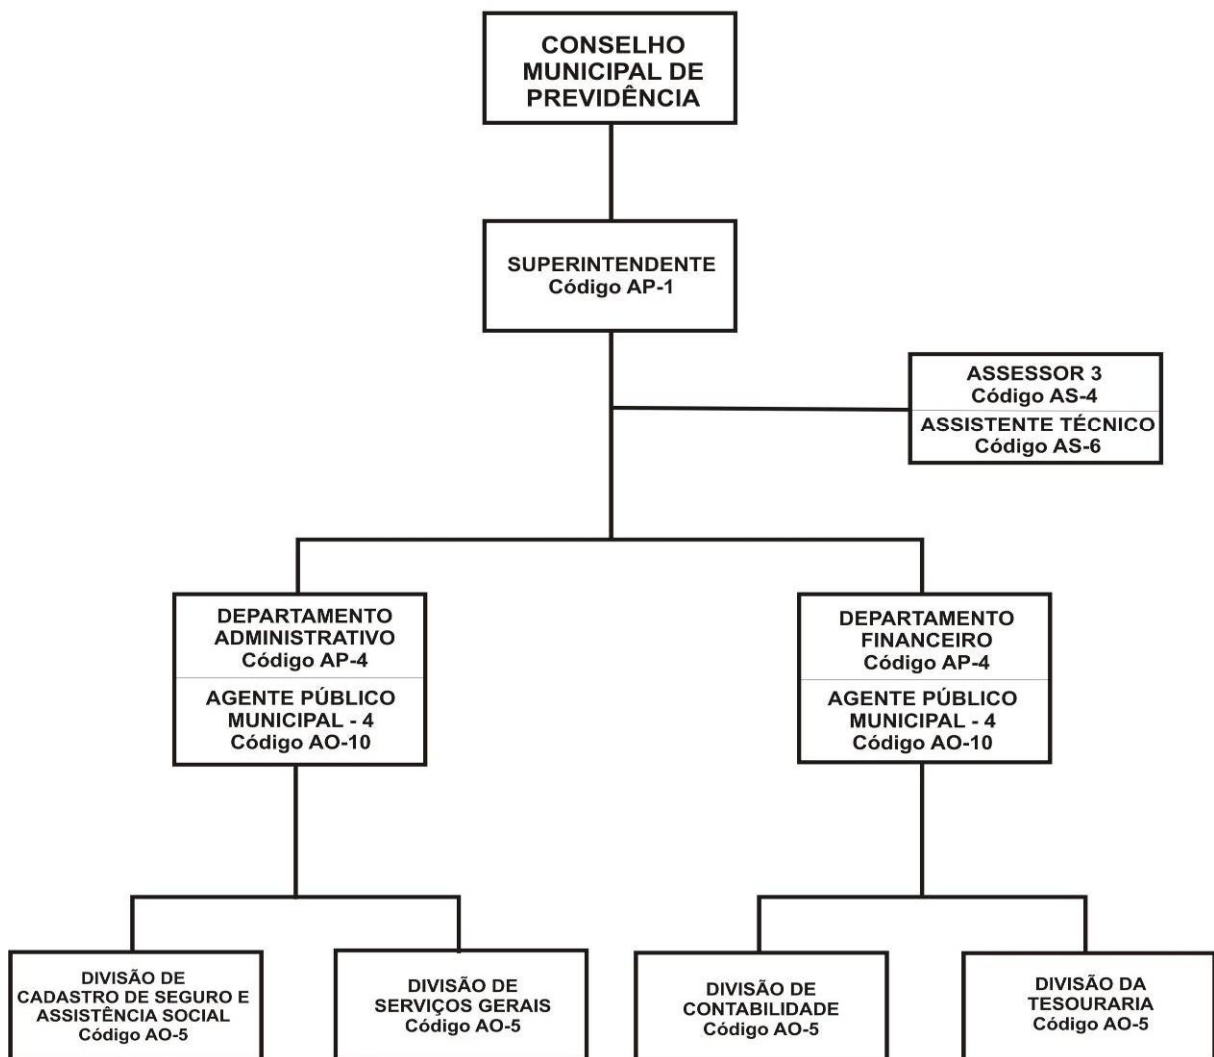 CONSELHO
MUNICIPAL DE
PREVIDÊNCIA
SUPERINTENDENTE
Código AP-1
ASSESSOR 3
Código AS-4
ASSISTENTE TÉCNICO
Código AS-6
DEPARTAMENTO
ADMINISTRATIVO
Código AP-4
AGENTE PÚBLICO
MUNICIPAL - 4
Código AO-10
DEPARTAMENTO
FINANCEIRO
Código AP-4
AGENTE PÚBLICO
MUNICIPAL - 4
Código AO-10
DIVISÃO DE
CADASTRO DE SEGURO E
ASSISTÊNCIA SOCIAL
Código AO-5
DIVISÃO DE
SERVIÇOS GERAIS
Código AO-5
DIVISÃO DE
CONTABILIDADE
Código AO-5
DIVISÃO DA
TESOURARIA
Código AO-5